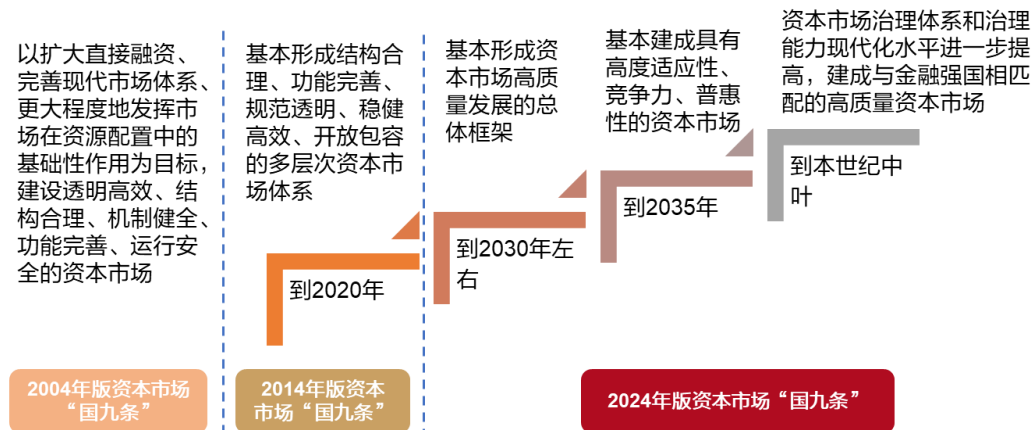 以扩大直接融资、
完善现代市场体系、
更大程度地发挥市
场在资源配置中的
基础性作用为目标，
建设透明高效、结
构合理、机制健全、
功能完善、运行安
全的资本市场
2004年版资本市场
“国九条”
基本形成结构合
理、功能完善、
规范透明、稳健
高效、开放包容
的多层次资本市
场体系
到2020年
2014年版资本
市场“国九条”
基本形成资
本市场高质
量发展的总
体框架
到2030年左
右
基本建成具有
高度适应性、
竞争力、普惠
性的资本市场
到2035年
资本市场治理体系和治理
能力现代化水平进一步提
高，建成与金融强国相匹
配的高质量资本市场
到本世纪中
叶
2024年版资本市场“国九条”